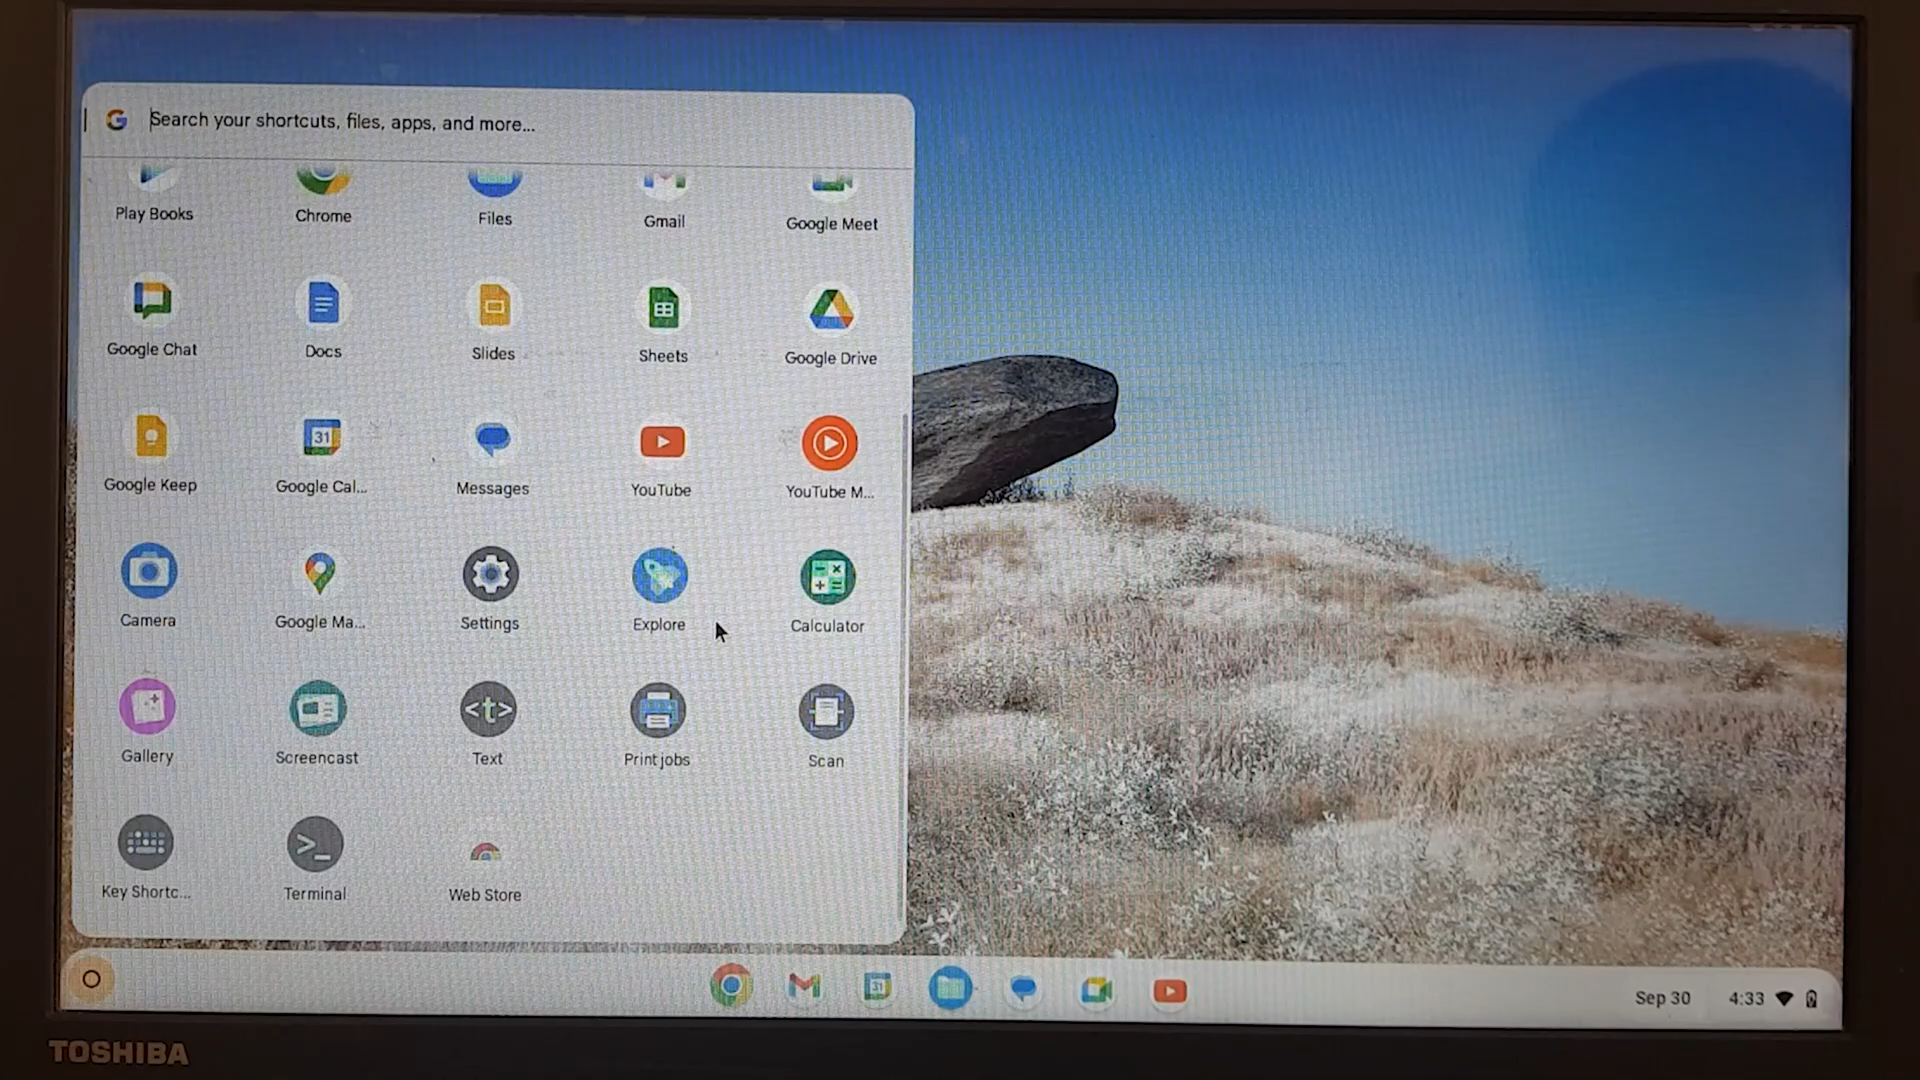 Search your shortcuts, files, apps, and more...
Play Books
Chrome
Files
Gmail
Google Meet
Google Chat
Docs
Slides
Sheets
Google Drive
31
Google Keep
Google Cal...
Messages
YouTube
YouTube M...
Camera
Google Ma...
Settings
Explore
Calculator
<t>
Gallery
Screencast
Text
Print jobs
Scan
>_
Key Shortc...
Terminal
Web Store
31
Sep 30
4:33
TOSHIBA